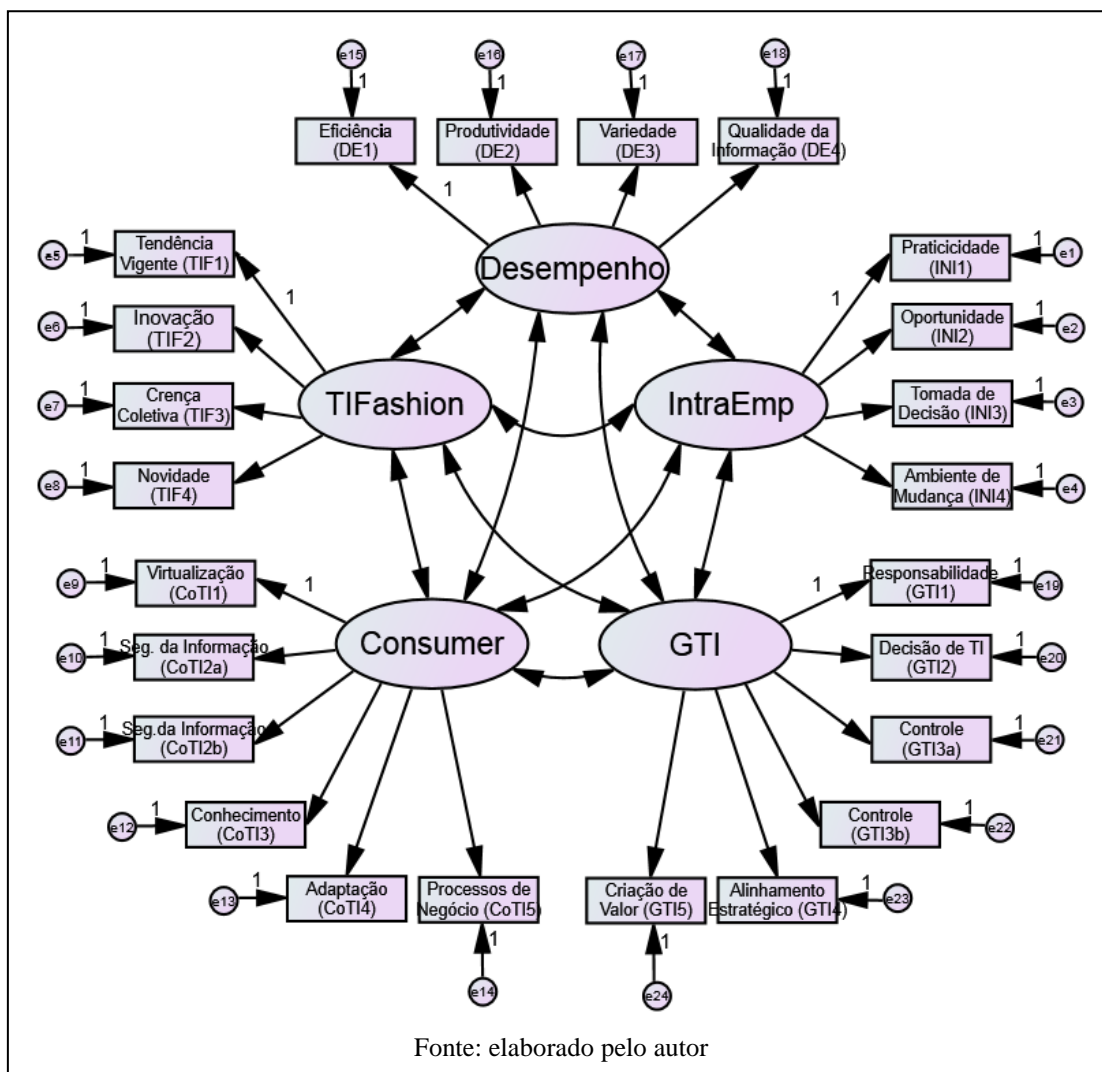 e15
e16
e17
e18
1
1
1
1
Eficiência
(DE1)
Produtividade
(DE2)
Variedade
(DE3)
Qualidade da
Informação (DE4)
1
Desempenho
e5
1
Tendência
Vigente (TIF1)
1
e6
1
Inovação
(TIF2)
e7
1
Crença
Coletiva (TIF3)
e8
1
Novidade
(TIF4)
TIFashion
IntraEmp
1
Praticicidade
(INI1)
1
e1
Oportunidade
(INI2)
1
e2
Tomada de
Decisão (INI3)
1
e3
Ambiente de
Mudança (INI4)
1
e4
e9
1
Virtualização
(CoTI1)
1
e10
1
Seg. da Informação
(CoTI2a)
e11
1
Seg.da Informação
(CoTI2b)
e12
1
Conhecimento
(CoTI3)
e13
1
Adaptação
(CoTI4)
Processos de
Negócio (CoTI5)
1
e14
Consumer
GTI
1
Responsabilidade
(GTI1)
1
e19
Decisão de TI
(GTI2)
1
e20
Controle
(GTI3a)
1
e21
Controle
(GTI3b)
1
e22
Alinhamento
Estratégico (GTI4)
1
e23
Criação de
Valor (GTI5)
1
e24
Fonte: elaborado pelo autor